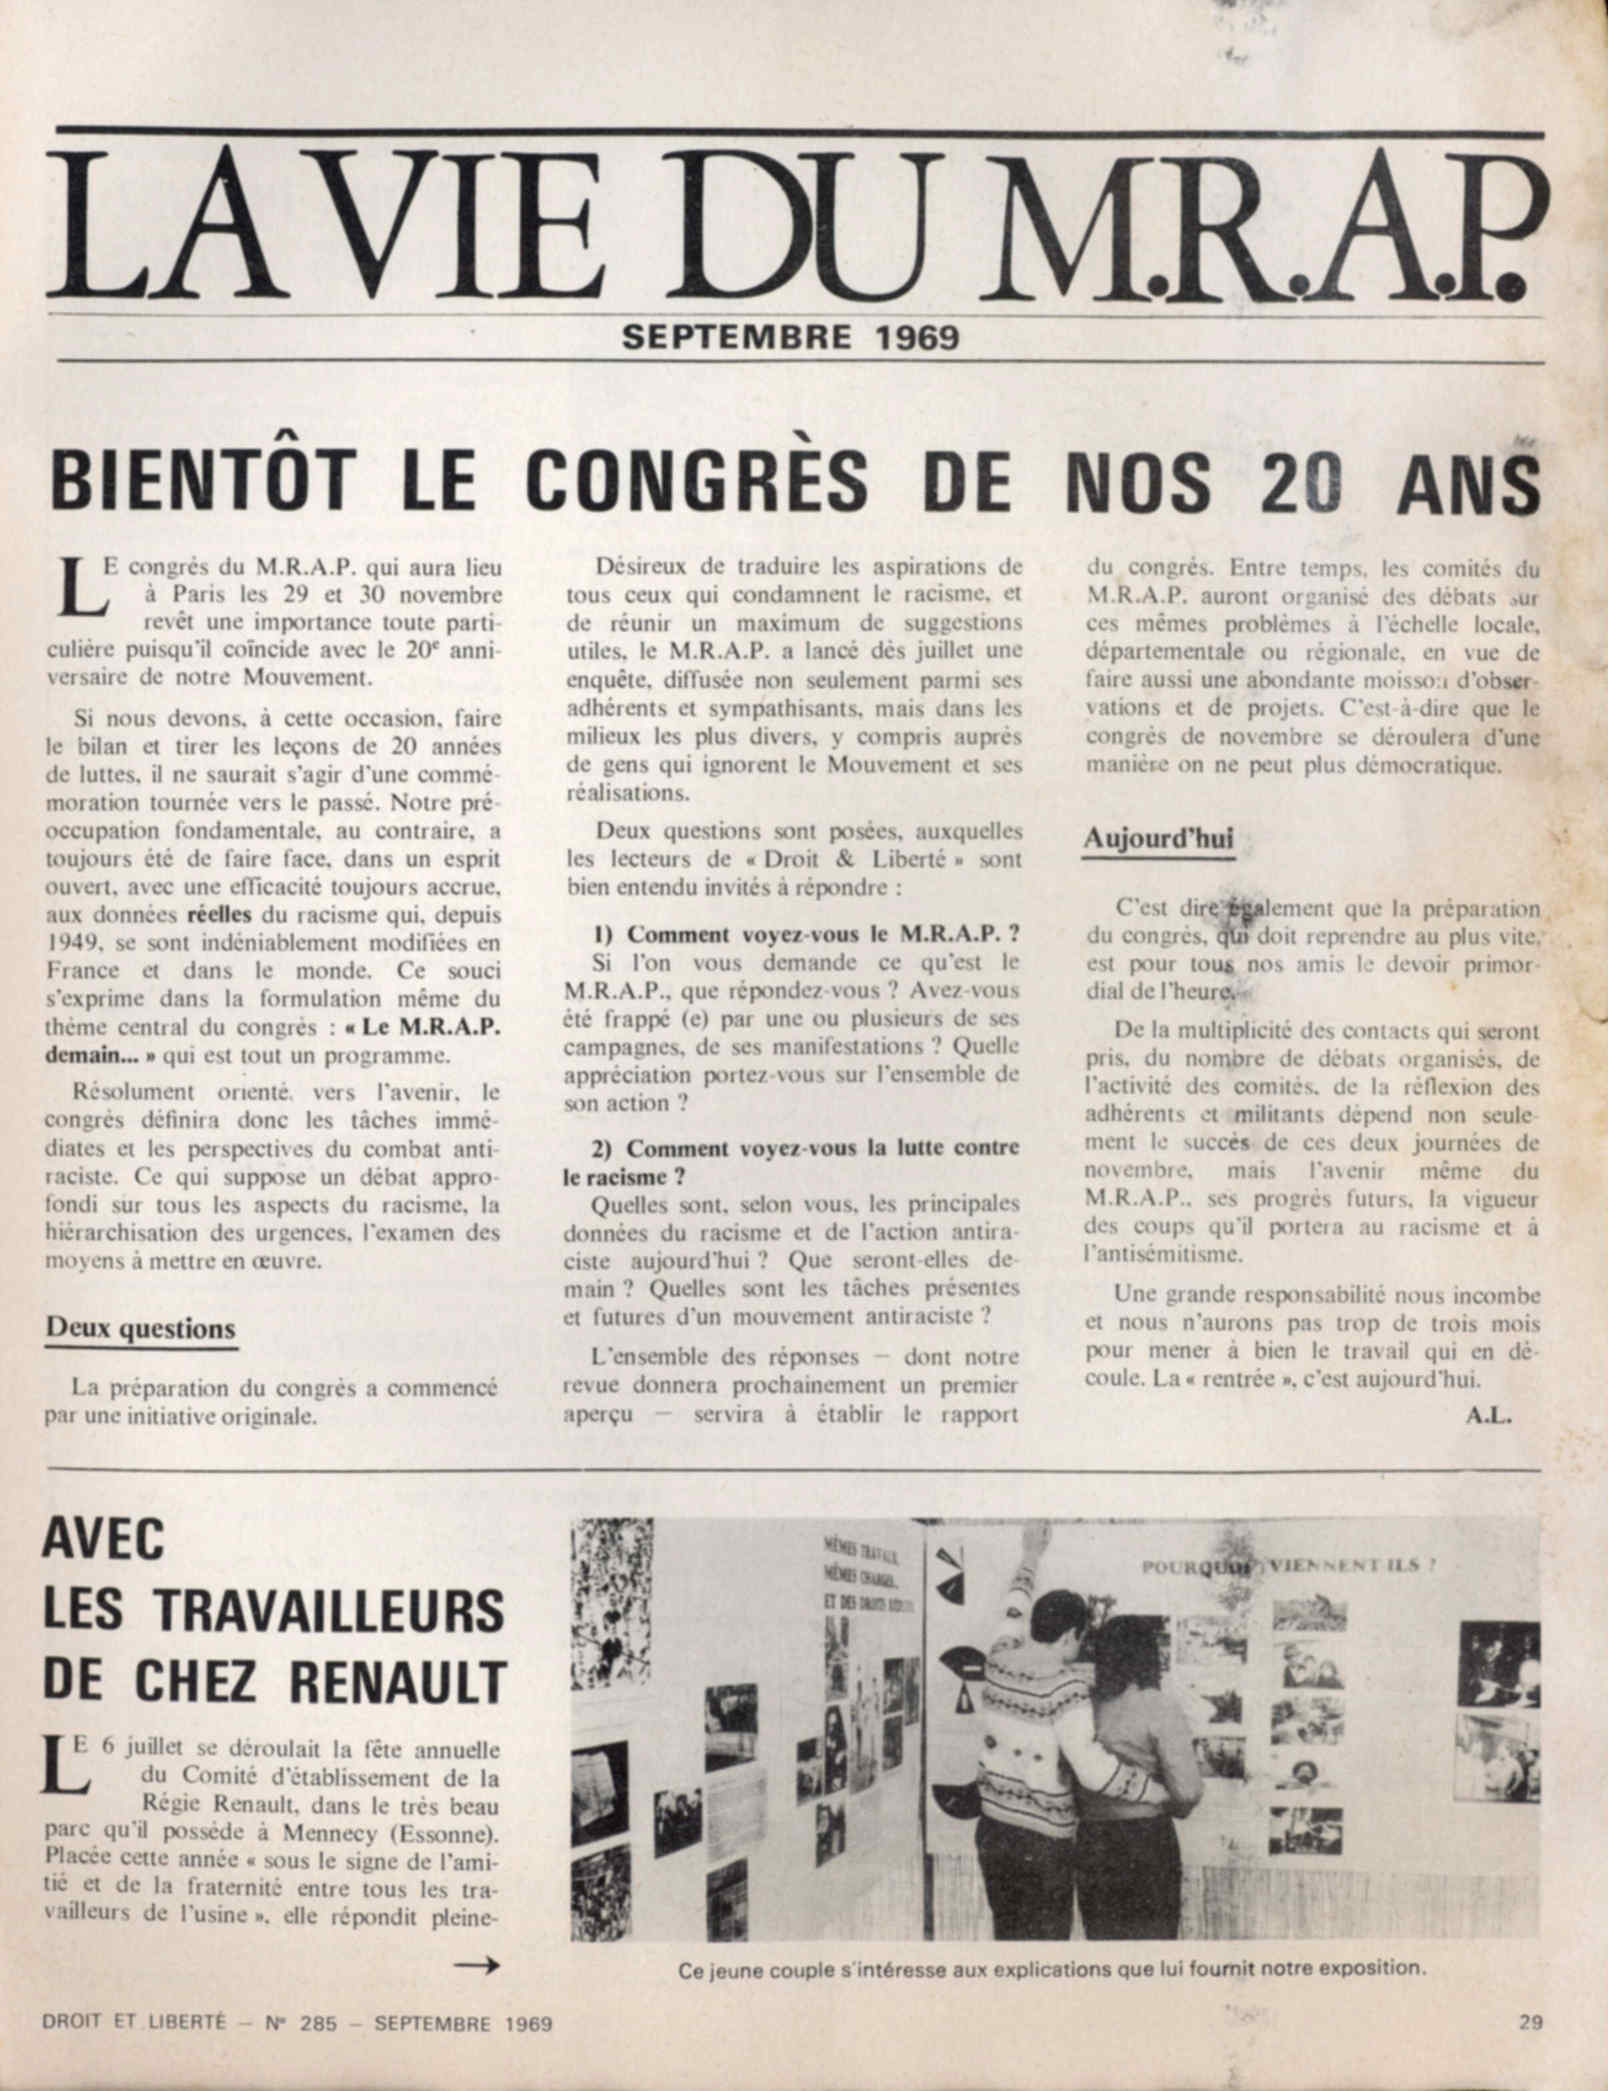 LA VIE DU M.R.A.P.
SEPTEMBRE 1969
BIENTÔT LE CONGRÈS DE NOS 20 ANS
LE congrès du M.R.A.P. qui aura lieu
à Paris les 29 et 30 novembre
revêt une importance toute parti-
culière puisqu'il coïncide avec le 20e anni-
versaire de notre Mouvement.
Si nous devons, à cette occasion, faire
le bilan et tirer les leçons de 20 années
de luttes, il ne saurait s'agir d'une commé-
moration tournée vers le passé. Notre pré-
occupation fondamentale, au contraire, a
toujours été de faire face, dans un esprit
ouvert, avec une efficacité toujours accrue,
aux données réelles du racisme qui, depuis
1949, se sont indéniablement modifiées en
France et dans le monde. Ce souci
s'exprime dans la formulation même du
thème central du congrès : « Le M.R.A.P.
demain... » qui est tout un programme.
Résolument orienté, vers l'avenir, le
congrès définira donc les tâches immé-
diates et les perspectives du combat anti-
raciste. Ce qui suppose un débat appro-
fondi sur tous les aspects du racisme, la
hiérarchisation des urgences, l'examen des
moyens à mettre en œuvre.
Deux questions
La préparation du congrès a commencé
par une initiative originale.
Désireux de traduire les aspirations de
tous ceux qui condamnent le racisme, et
de réunir un maximum de suggestions
utiles, le M.R.A.P. a lancé dès juillet une
enquête, diffusée non seulement parmi ses
adhérents et sympathisants, mais dans les
milieux les plus divers, y compris auprès
de gens qui ignorent le Mouvement et ses
réalisations.
Deux questions sont posées, auxquelles
les lecteurs de « Droit & Liberté » sont
bien entendu invités à répondre :
1) Comment voyez-vous le M.R.A.P. ?
Si l'on vous demande ce qu'est le
M.R.A.P., que répondez-vous ? Avez-vous
été frappé (e) par une ou plusieurs de ses
campagnes, de ses manifestations ? Quelle
appréciation portez-vous sur l'ensemble de
son action ?
2) Comment voyez-vous la lutte contre
le racisme ?
Quelles sont, selon vous, les principales
données du racisme et de l'action antira-
ciste aujourd'hui ? Que seront-elles de-
main ? Quelles sont les tâches présentes
et futures d'un mouvement antiraciste ?
L'ensemble des réponses — dont notre
revue donnera prochainement un premier
aperçu — servira à établir le rapport
du congrès. Entre temps, les comités du
M.R.A.P. auront organisé des débats sur
ces mêmes problèmes à l'échelle locale,
départementale ou régionale, en vue de
faire aussi une abondante moisson d'obser-
vations et de projets. C'est-à-dire que le
congrès de novembre se déroulera d'une
manière on ne peut plus démocratique.
Aujourd'hui
C'est dire également que la préparation
du congrès, qui doit reprendre au plus vite,
est pour tous nos amis le devoir primor-
dial de l'heure.
De la multiplicité des contacts qui seront
pris, du nombre de débats organisés, de
l'activité des comités, de la réflexion des
adhérents et militants dépend non seule-
ment le succès de ces deux journées de
novembre, mais l'avenir même du
M.R.A.P., ses progrès futurs, la vigueur
des coups qu'il portera au racisme et à
l'antisémitisme.
Une grande responsabilité nous incombe
et nous n'aurons pas trop de trois mois
pour mener à bien le travail qui en dé-
coule. La « rentrée », c'est aujourd'hui.
A.L.
AVEC
LES TRAVAILLEURS
DE CHEZ RENAULT
LE 6 juillet se déroulait la fête annuelle
du Comité d'établissement de la
Régie Renault, dans le très beau
parc qu'il possède à Mennecy (Essonne).
Placée cette année « sous le signe de l'ami-
tié et de la fraternité entre tous les tra-
vailleurs de l'usine », elle répondit pleine-
→
MÊMES TRAVAUX,
MÊMES CHARGES,
ET DES DROITS
POURQUOI VIENNENT ILS ?
Ce jeune couple s'intéresse aux explications que lui fournit notre exposition.
DROIT ET LIBERTÉ — N° 285 — SEPTEMBRE 1969
29